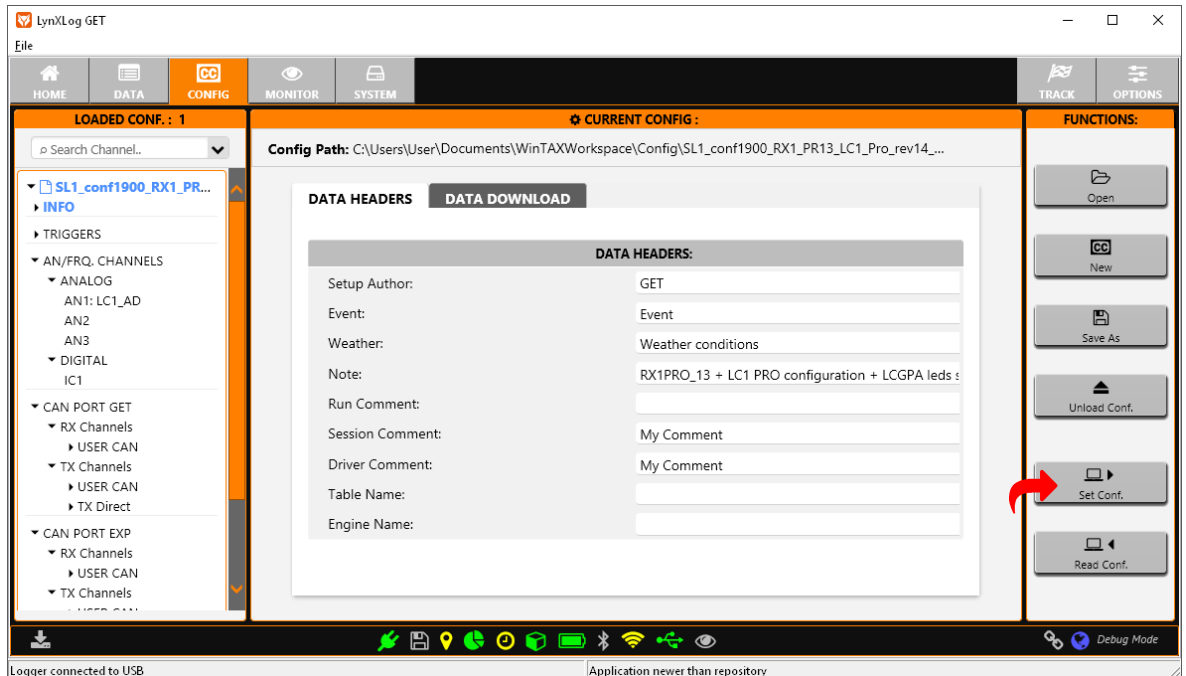 LynXLog GET
File
HOME
DATA
CONFIG
MONITOR
SYSTEM
TRACK
OPTIONS
LOADED CONF. : 1
Search Channel..
SL1_conf1900_RX1_PR...
INFO
TRIGGERS
AN/FRQ. CHANNELS
ANALOG
AN1: LC1_AD
AN2
AN3
DIGITAL
IC1
CAN PORT GET
RX Channels
USER CAN
TX Channels
USER CAN
TX Direct
CAN PORT EXP
RX Channels
USER CAN
TX Channels
CURRENT CONFIG :
Config Path: C:\Users\User\Documents\WinTAXWorkspace\Config\SL1_conf1900_RX1_PR13_LC1_Pro_rev14_...
DATA HEADERS
DATA DOWNLOAD
DATA HEADERS:
Setup Author: GET
Event: Event
Weather: Weather conditions
Note: RX1PRO_13 + LC1 PRO configuration + LCGPA leds s
Run Comment:
Session Comment: My Comment
Driver Comment: My Comment
Table Name:
Engine Name:
FUNCTIONS:
Open
CC
New
Save As
Unload Conf.
Set Conf.
Read Conf.
Debug Mode
Logger connected to USB
Application newer than repository